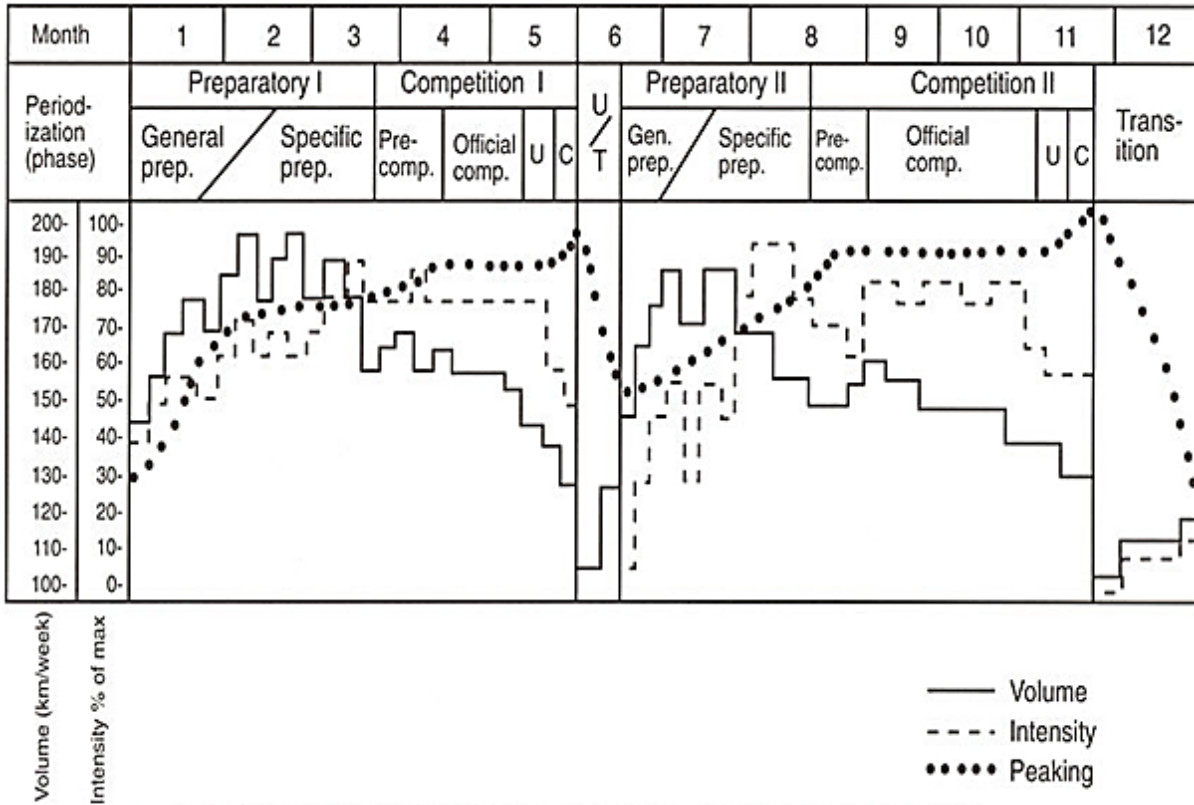 Month 1 2 3 4 5 6 7 8 9 10 11 12
Period-
ization
(phase)
Preparatory I
Competition I
U
/
T
Preparatory II
Competition II
Trans-
ition
General
prep.
Specific
prep.
Pre-
comp.
Official
comp.
U
C
Gen.
prep.
Specific
prep.
Pre-
comp.
Official
comp.
U
C
200- 100-
190- 90-
180- 80-
170- 70-
160- 60-
150- 50-
140- 40-
130- 30-
120- 20-
110- 10-
100- 0-
Volume (km/week)
Intensity % of max
Volume
Intensity
Peaking